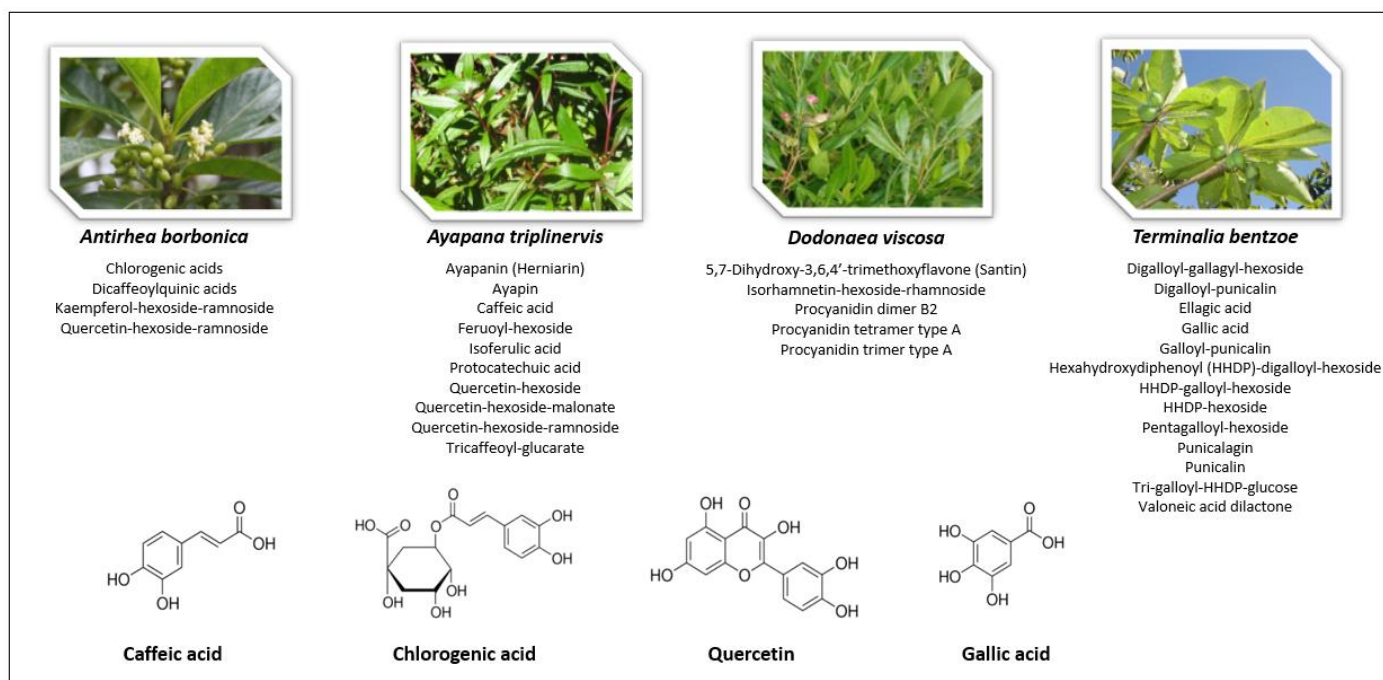 Antirhea borbonica
Chlorogenic acids
Dicaffeoylquinic acids
Kaempferol-hexoside-ramnoside
Quercetin-hexoside-ramnoside
Ayapana triplinervis
Ayapanin (Herniarin)
Ayapin
Caffeic acid
Feruoyl-hexoside
Isoferulic acid
Protocatechuic acid
Quercetin-hexoside
Quercetin-hexoside-malonate
Quercetin-hexoside-ramnoside
Tricaffeoyl-glucarate
Dodonaea viscosa
5,7-Dihydroxy-3,6,4′-trimethoxyflavone (Santin)
Isorhamnetin-hexoside-rhamnoside
Procyanidin dimer B2
Procyanidin tetramer type A
Procyanidin trimer type A
Terminalia bentzoe
Digalloyl-gallagyl-hexoside
Digalloyl-punicalin
Ellagic acid
Gallic acid
Galloyl-punicalin
Hexahydroxydiphenoyl (HHDP)-digalloyl-hexoside
HHDP-galloyl-hexoside
HHDP-hexoside
Pentagalloyl-hexoside
Punicalagin
Punicalin
Tri-galloyl-HHDP-glucose
Valoneic acid dilactone
O
OH
HO
OH
Caffeic acid
O
HO
O
O
OH
OH
OH
OH
OH
Chlorogenic acid
OH
O
OH
HO
O
OH
OH
Quercetin
O
HO
OH
HO
OH
Gallic acid